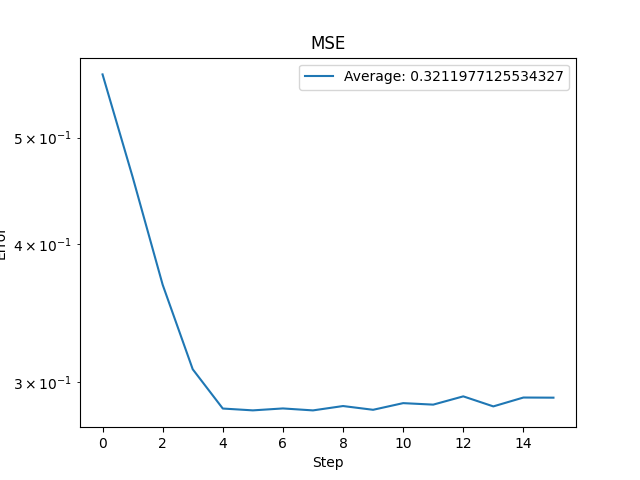 MSE
Average: 0.3211977125534327
Error
5 × 10⁻¹
4 × 10⁻¹
3 × 10⁻¹
0 2 4 6 8 10 12 14
Step